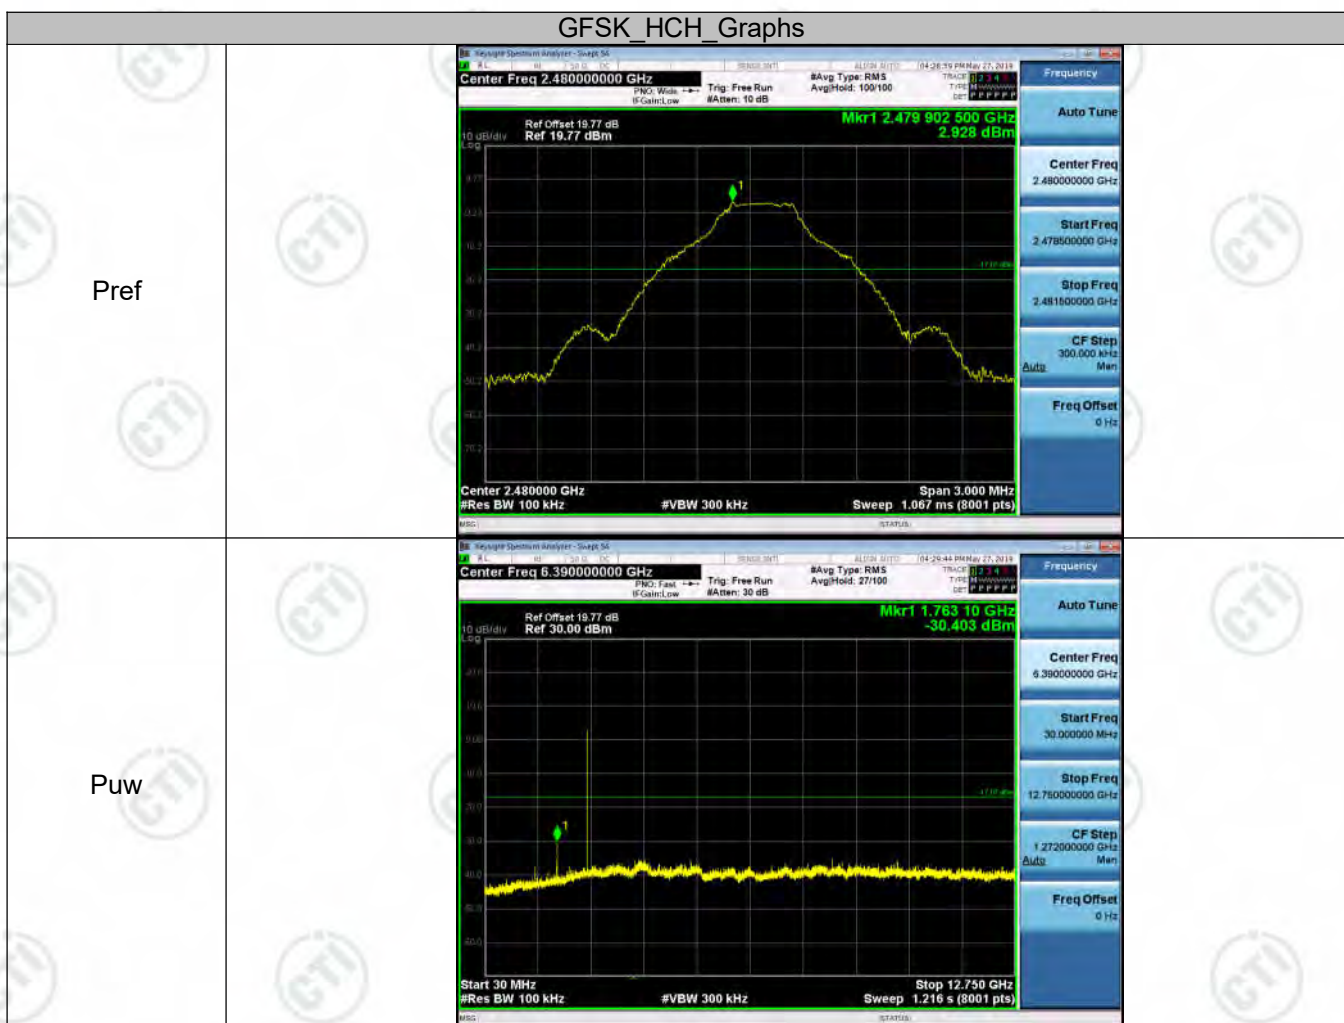 GFSK_HCH_Graphs
Pref
Keysight Spectrum Analyzer - Swept SA
04:28:59 PM May 27, 2019
Center Freq 2.480000000 GHz
PNO: Wide
IFGain:Low
Trig: Free Run
#Atten: 10 dB
#Avg Type: RMS
Avg|Hold: 100/100
TRACE
TYPE
DET
P P P P P P
Mkr1 2.479 902 500 GHz
2.928 dBm
Ref Offset 19.77 dB
Ref 19.77 dBm
10 dB/div
Log
1
Center 2.480000 GHz
Span 3.000 MHz
#Res BW 100 kHz
#VBW 300 kHz
Sweep 1.067 ms (8001 pts)
MSG
STATUS
Frequency
Auto Tune
Center Freq
2.480000000 GHz
Start Freq
2.478500000 GHz
Stop Freq
2.481500000 GHz
CF Step
300.000 kHz
Auto Man
Freq Offset
0 Hz
Puw
Keysight Spectrum Analyzer - Swept SA
04:29:44 PM May 27, 2019
Center Freq 6.390000000 GHz
PNO: Fast
IFGain:Low
Trig: Free Run
#Atten: 30 dB
#Avg Type: RMS
Avg|Hold: 27/100
TRACE
TYPE
DET
P P P P P P
Mkr1 1.763 10 GHz
-30.403 dBm
Ref Offset 19.77 dB
Ref 30.00 dBm
10 dB/div
Log
1
Start 30 MHz
Stop 12.750 GHz
#Res BW 100 kHz
#VBW 300 kHz
Sweep 1.216 s (8001 pts)
MSG
STATUS
Frequency
Auto Tune
Center Freq
6.390000000 GHz
Start Freq
30.000000 MHz
Stop Freq
12.750000000 GHz
CF Step
1.272000000 GHz
Auto Man
Freq Offset
0 Hz
CTI